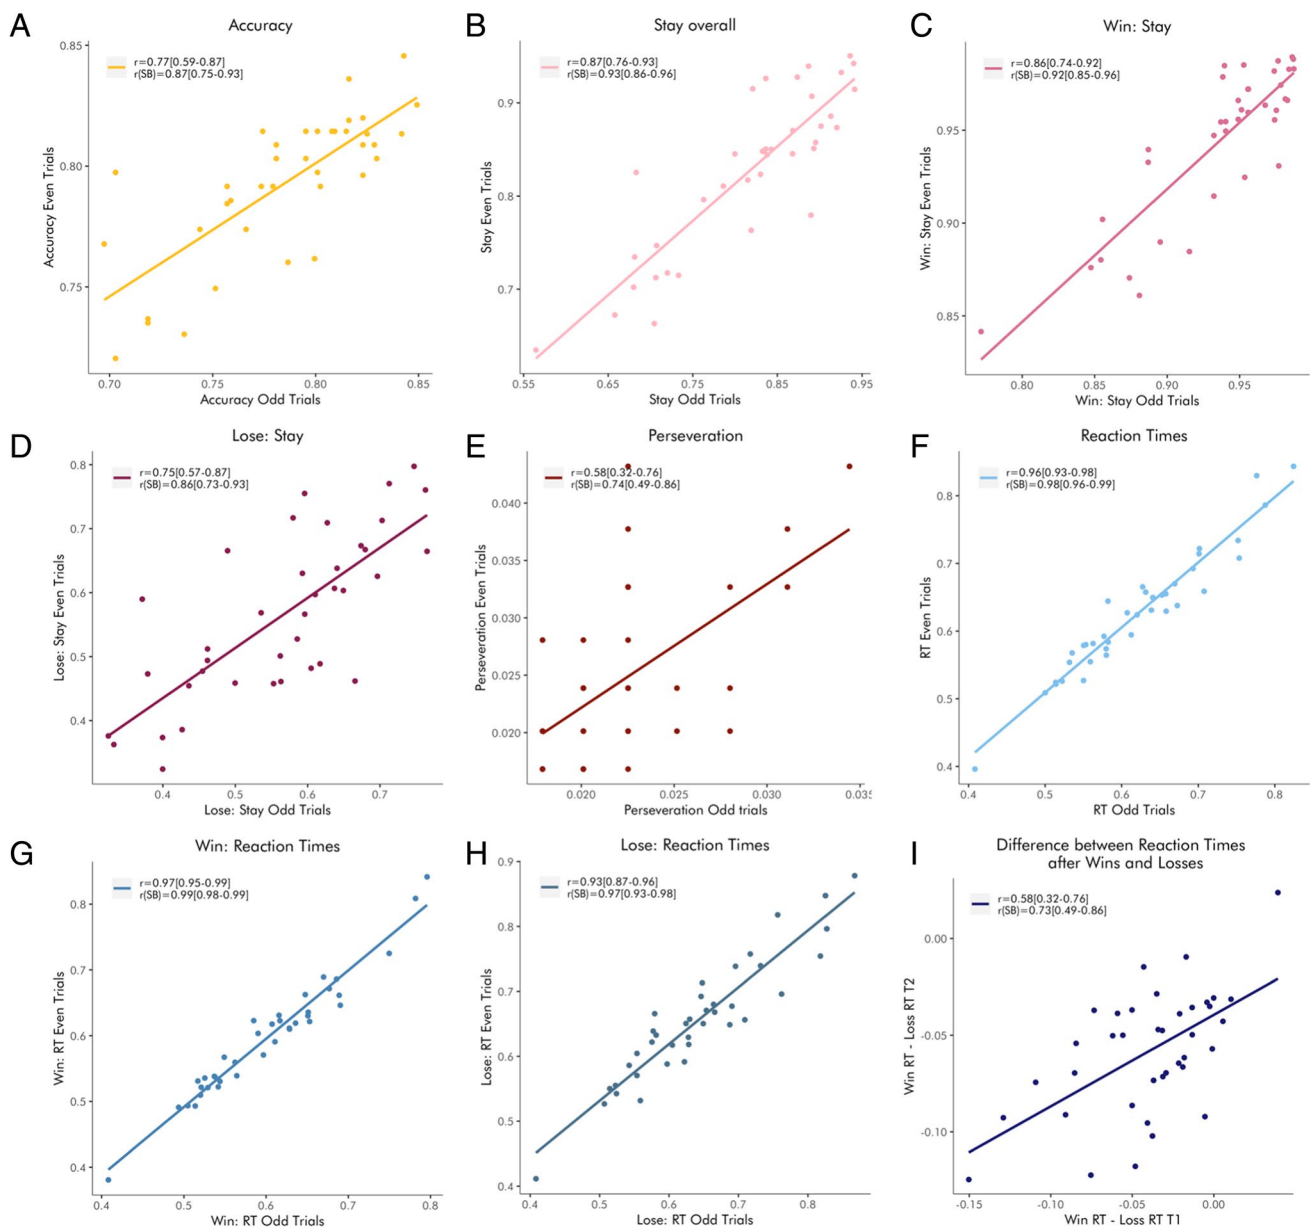 A
Accuracy
r=0.77[0.59-0.87]
r(SB)=0.87[0.75-0.93]
0.85
0.80
0.75
Accuracy Even Trials
0.70 0.75 0.80 0.85
Accuracy Odd Trials
B
Stay overall
r=0.87[0.76-0.93]
r(SB)=0.93[0.86-0.96]
0.9
0.8
0.7
Stay Even Trials
0.55 0.65 0.75 0.85 0.95
Stay Odd Trials
C
Win: Stay
r=0.86[0.74-0.92]
r(SB)=0.92[0.85-0.96]
0.95
0.90
0.85
Win: Stay Even Trials
0.80 0.85 0.90 0.95
Win: Stay Odd Trials
D
Lose: Stay
r=0.75[0.57-0.87]
r(SB)=0.86[0.73-0.93]
0.8
0.7
0.6
0.5
0.4
Lose: Stay Even Trials
0.4 0.5 0.6 0.7
Lose: Stay Odd Trials
E
Perseveration
r=0.58[0.32-0.76]
r(SB)=0.74[0.49-0.86]
0.040
0.035
0.030
0.025
0.020
Perseveration Even Trials
0.020 0.025 0.030
Perseveration Odd trials
F
Reaction Times
r=0.96[0.93-0.98]
r(SB)=0.98[0.96-0.99]
0.8
0.7
0.6
0.5
0.4
RT Even Trials
0.4 0.5 0.6 0.7 0.8
RT Odd Trials
G
Win: Reaction Times
r=0.97[0.95-0.99]
r(SB)=0.99[0.98-0.99]
0.8
0.7
0.6
0.5
0.4
Win: RT Even Trials
0.4 0.5 0.6 0.7 0.8
Win: RT Odd Trials
H
Lose: Reaction Times
r=0.93[0.87-0.96]
r(SB)=0.97[0.93-0.98]
0.9
0.8
0.7
0.6
0.5
0.4
Lose: RT Even Trials
0.4 0.5 0.6 0.7 0.8
Lose: RT Odd Trials
I
Difference between Reaction Times
after Wins and Losses
r=0.58[0.32-0.76]
r(SB)=0.73[0.49-0.86]
0.00
-0.05
-0.10
Win RT - Loss RT T2
-0.15 -0.10 -0.05 0.00
Win RT - Loss RT T1